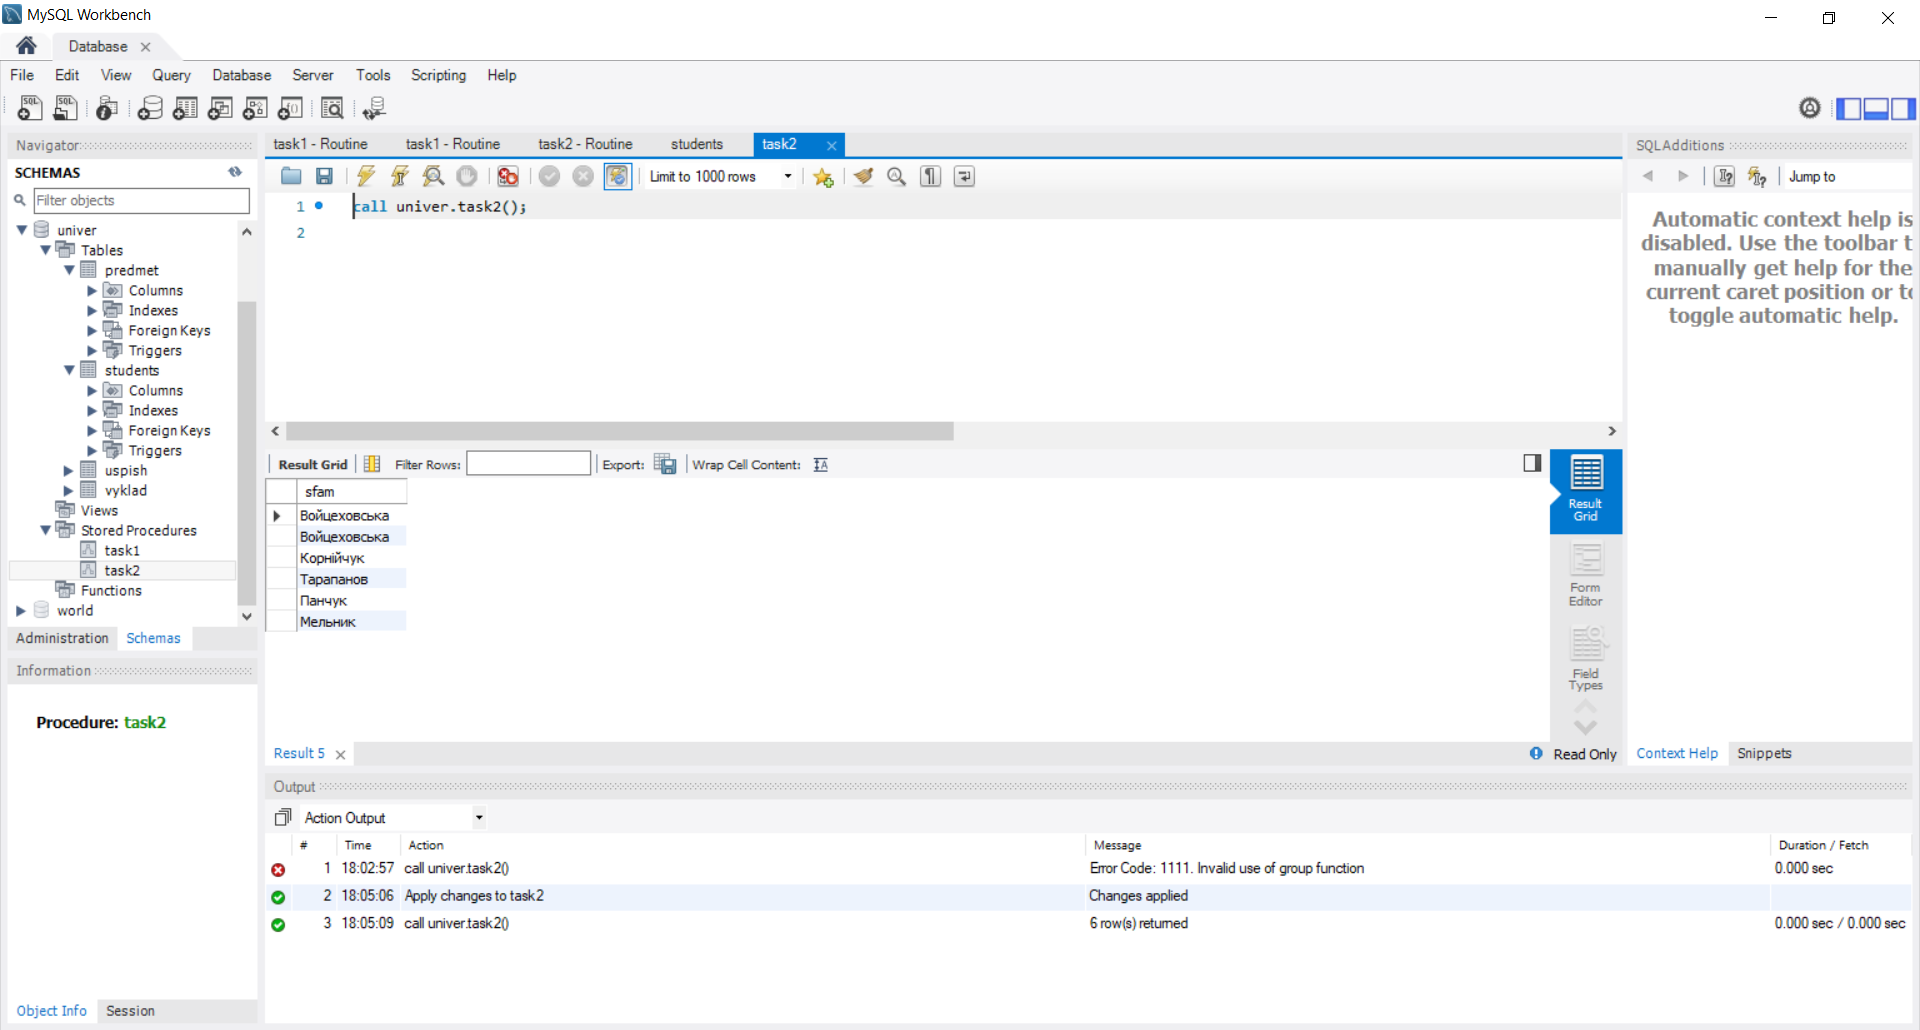 MySQL Workbench
Database
File Edit View Query Database Server Tools Scripting Help
Navigator
SCHEMAS
Filter objects
univer
Tables
predmet
Columns
Indexes
Foreign Keys
Triggers
students
Columns
Indexes
Foreign Keys
Triggers
uspish
vyklad
Views
Stored Procedures
task1
task2
Functions
world
Administration Schemas
Information
Procedure: task2
Object Info Session
task1 - Routine task1 - Routine task2 - Routine students task2
Limit to 1000 rows
1 call univer.task2();
2
Result Grid Filter Rows: Export: Wrap Cell Content:
sfam
Войцеховська
Войцеховська
Корнійчук
Тарапанов
Панчук
Мельник
Result
Grid
Form
Editor
Field
Types
Result 5
Read Only
SQLAdditions
Jump to
Automatic context help is
disabled. Use the toolbar t
manually get help for the
current caret position or to
toggle automatic help.
Context Help Snippets
Output
Action Output
# Time Action Message Duration / Fetch
1 18:02:57 call univer.task2() Error Code: 1111. Invalid use of group function 0.000 sec
2 18:05:06 Apply changes to task2 Changes applied
3 18:05:09 call univer.task2() 6 row(s) returned 0.000 sec / 0.000 sec